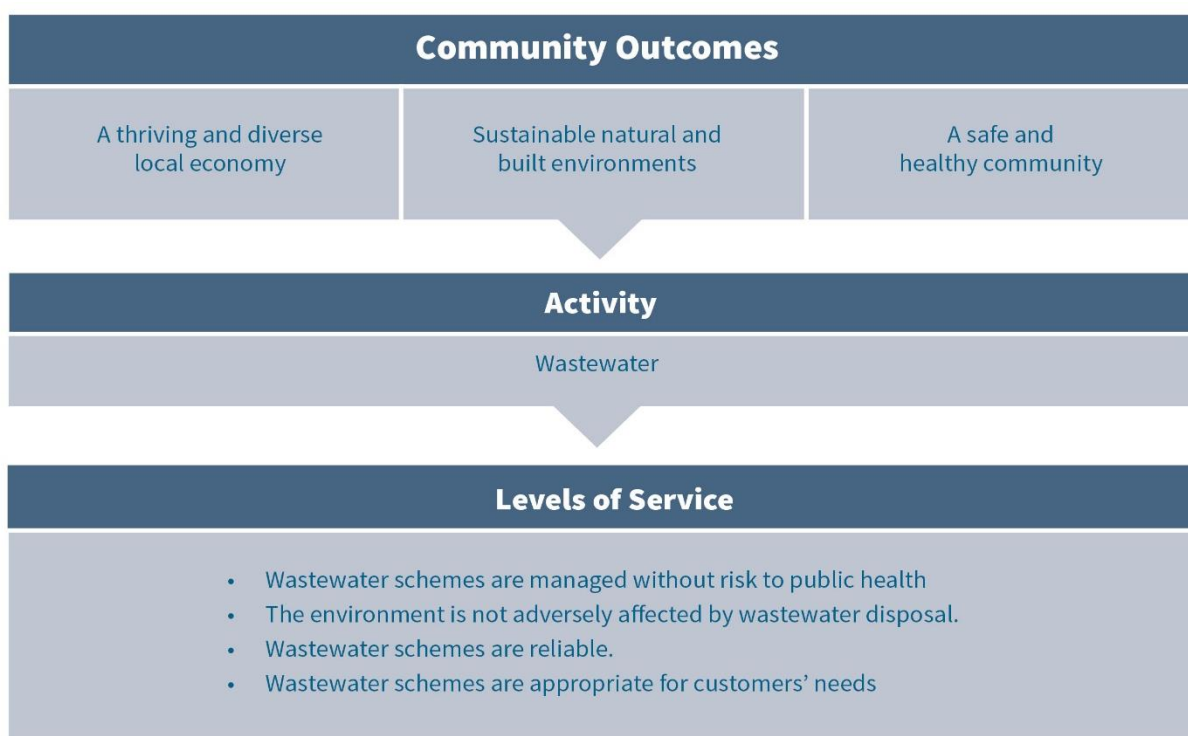 Community Outcomes
A thriving and diverse
local economy
Sustainable natural and
built environments
A safe and
healthy community
Activity
Wastewater
Levels of Service
• Wastewater schemes are managed without risk to public health
• The environment is not adversely affected by wastewater disposal.
• Wastewater schemes are reliable.
• Wastewater schemes are appropriate for customers’ needs